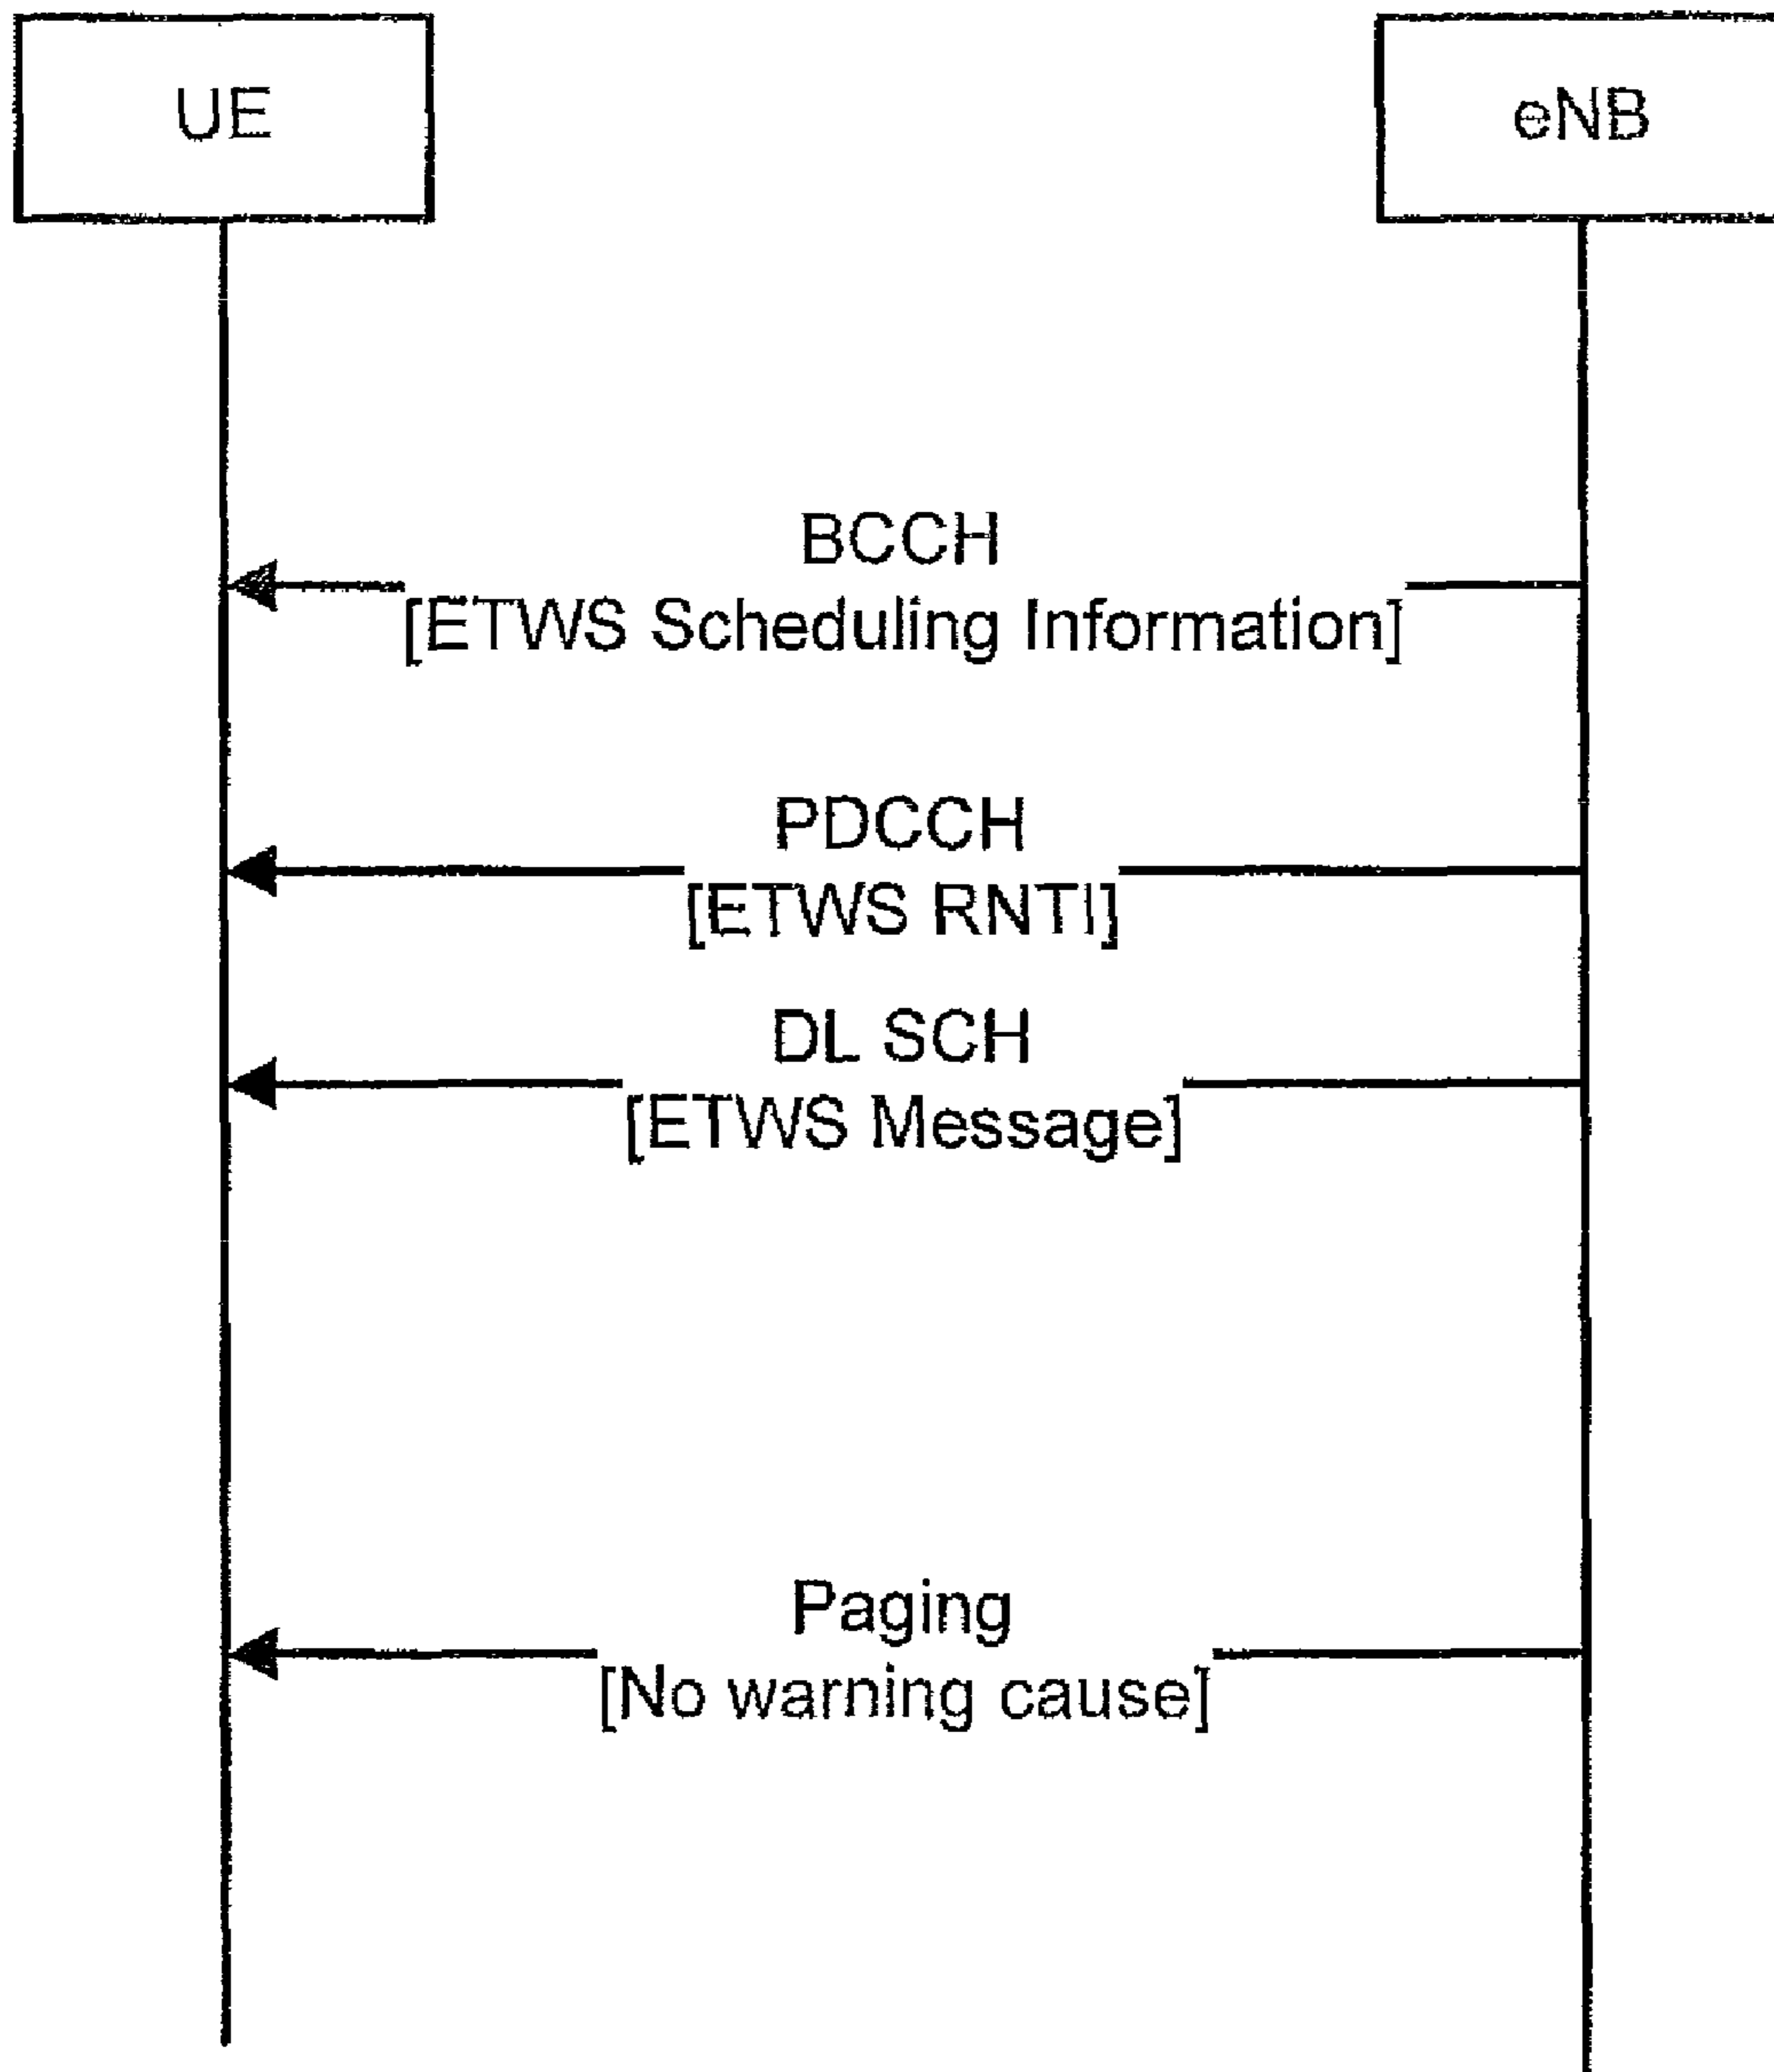 UE
eNB
BCCH
[ETWS Scheduling Information]
PDCCH
[ETWS RNTI]
DL SCH
[ETWS Message]
Paging
[No warning cause]